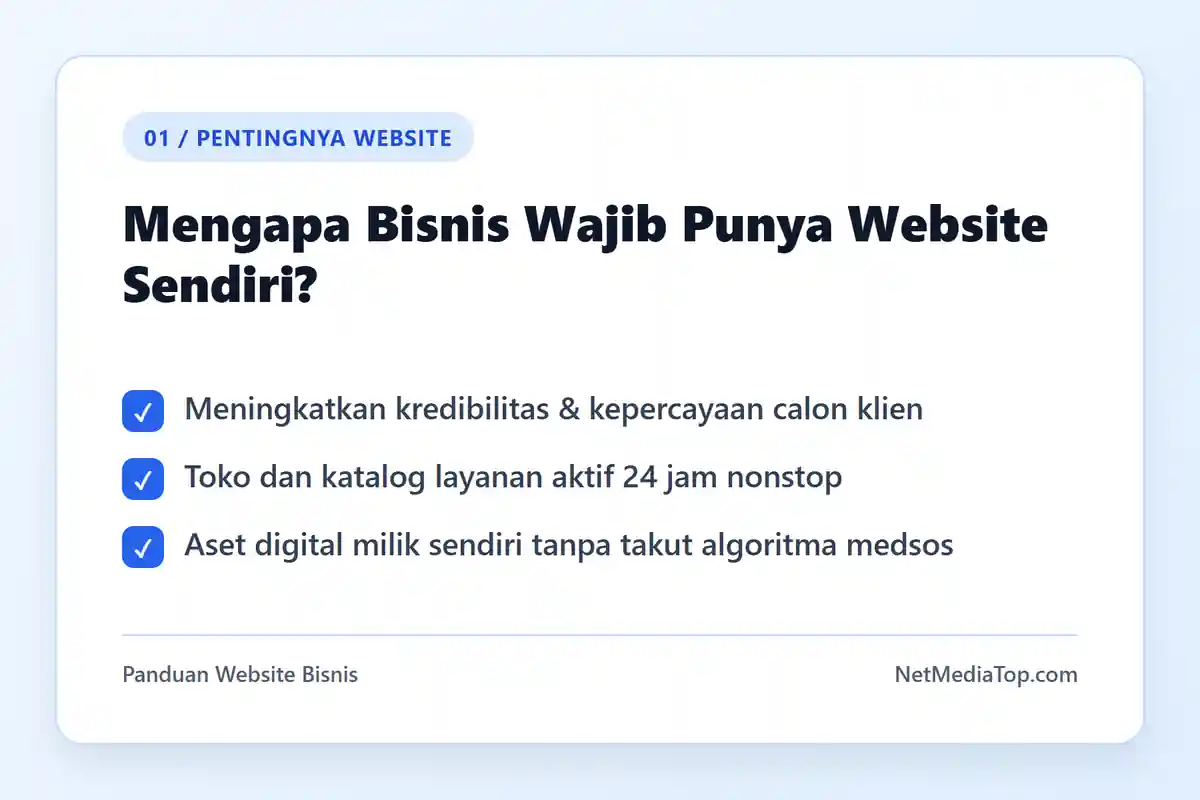 01 / PENTINGNYA WEBSITE
Mengapa Bisnis Wajib Punya Website
Sendiri?
✓ Meningkatkan kredibilitas & kepercayaan calon klien
✓ Toko dan katalog layanan aktif 24 jam nonstop
✓ Aset digital milik sendiri tanpa takut algoritma medsos
Panduan Website Bisnis
NetMediaTop.com